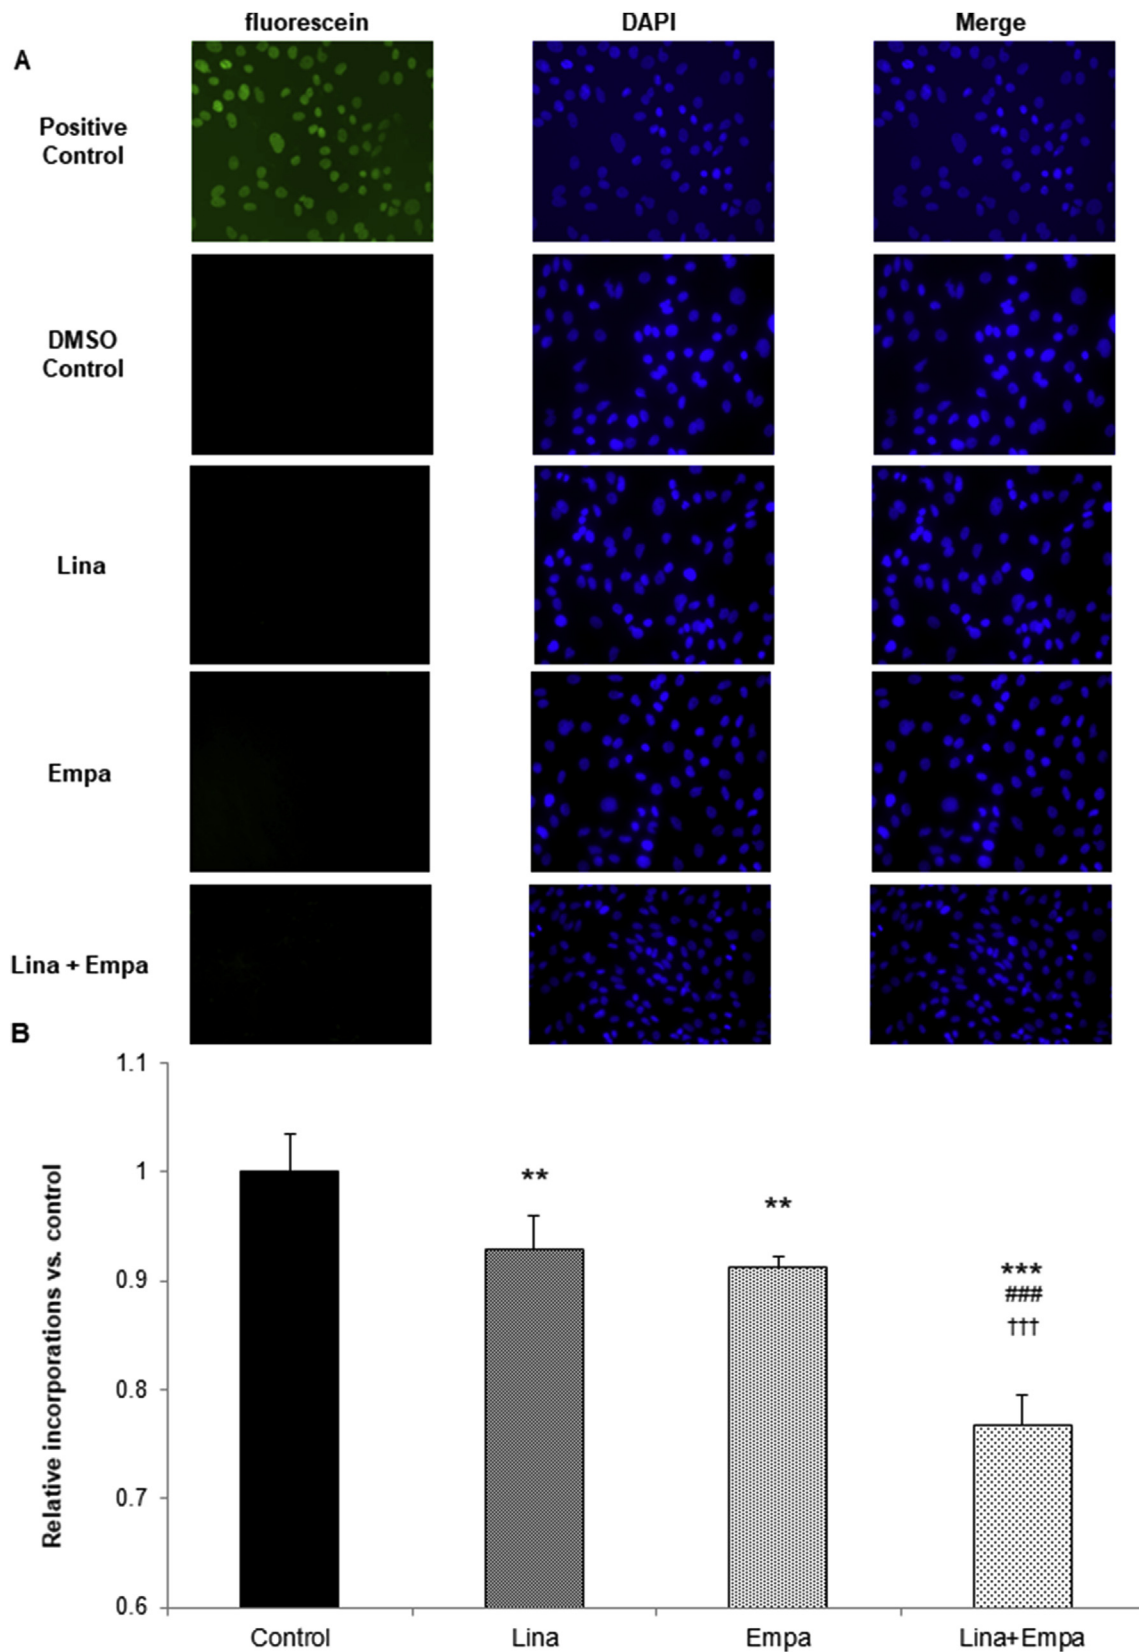 fluorescein DAPI Merge
A
Positive
Control
DMSO
Control
Lina
Empa
Lina + Empa
B
Relative incorporations vs. control
1.1
1
0.9
0.8
0.7
0.6
**
**
***
###
†††
Control Lina Empa Lina+Empa